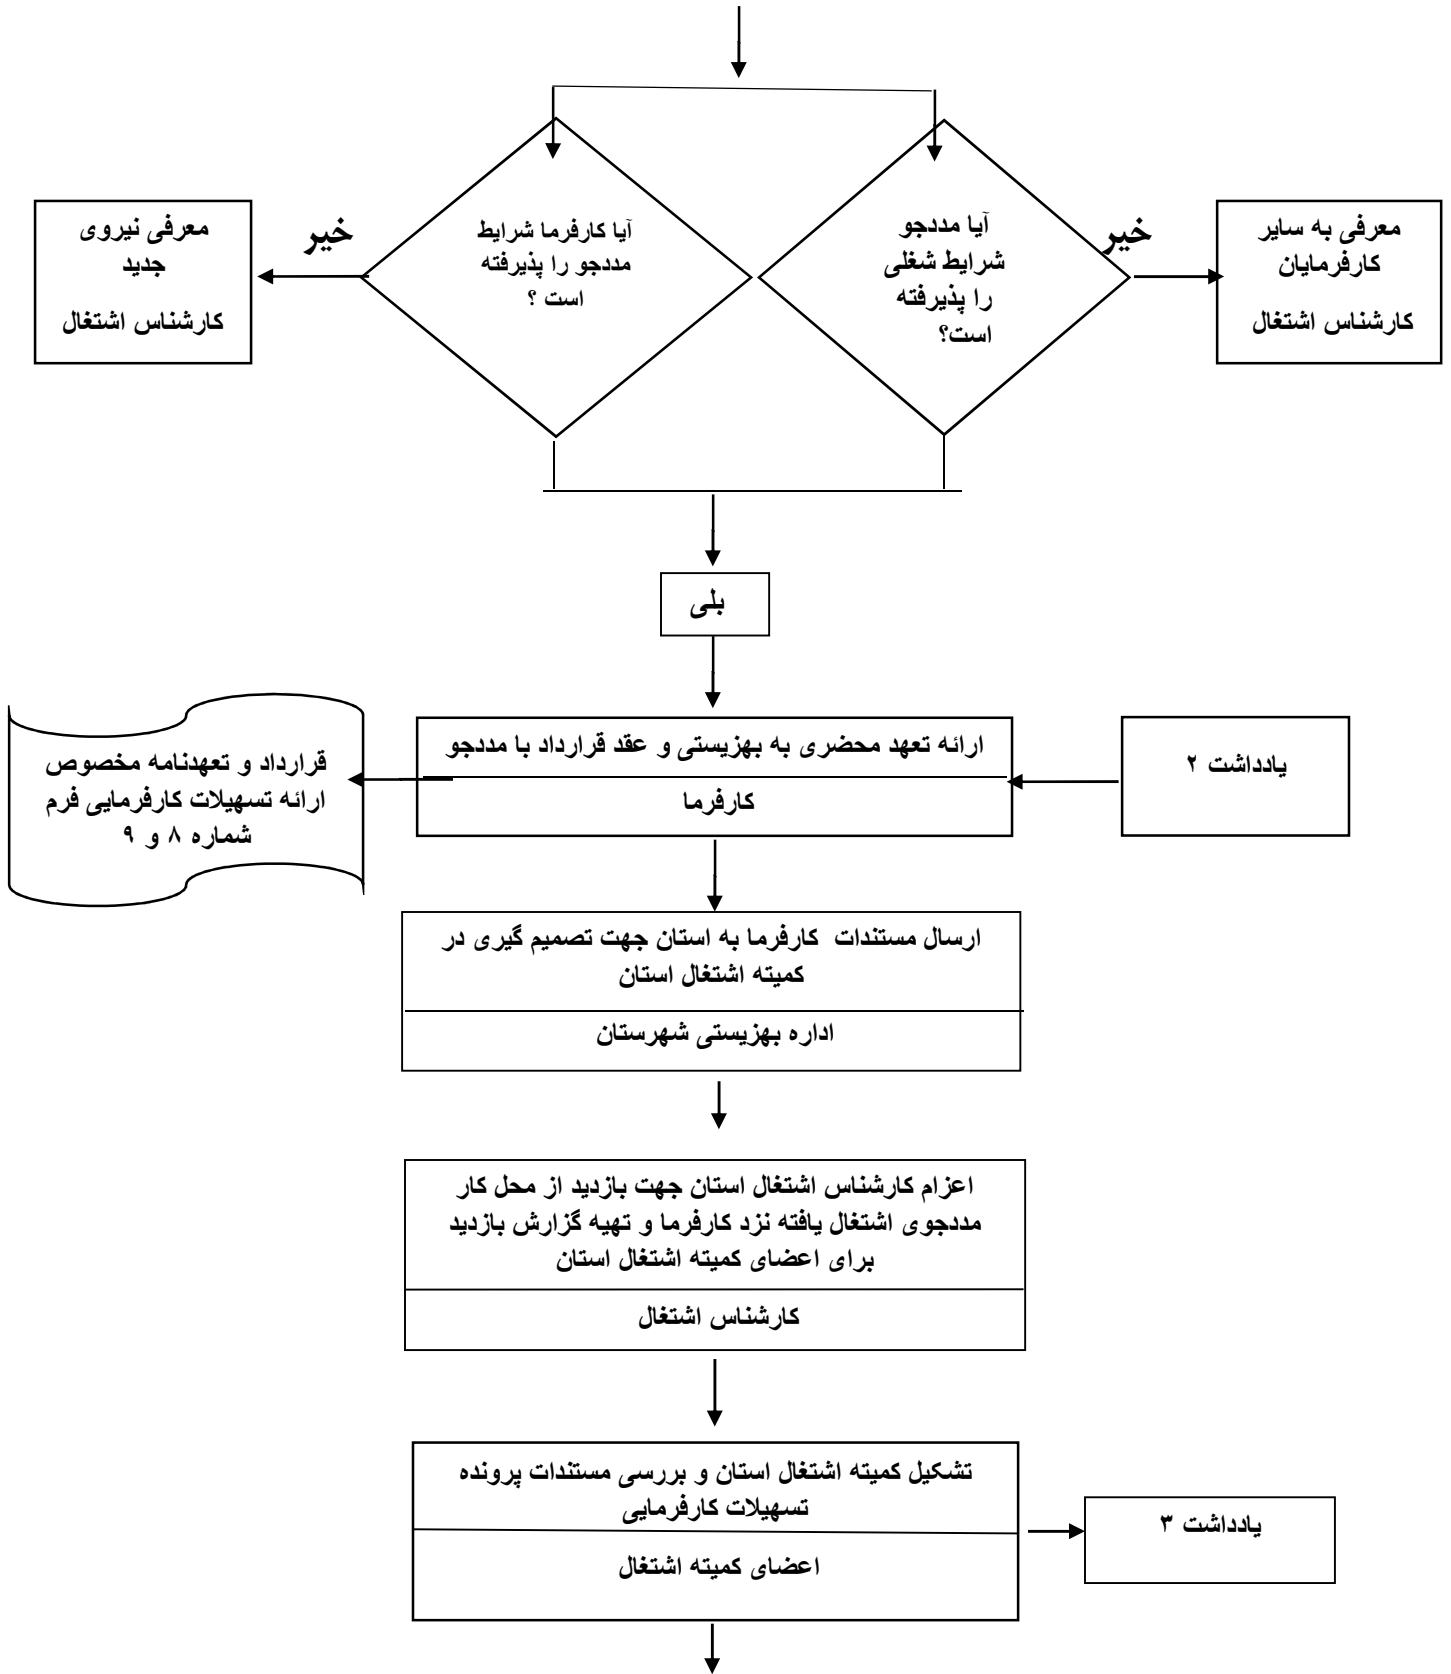 معرفی به سایر
کارفرمایان
کارشناس اشتغال
خیر
آیا مددجو
شرایط شغلی
را پذیرفته
است؟
آیا کارفرما شرایط
مددجو را پذیرفته
است ؟
خیر
معرفی نیروی
جدید
کارشناس اشتغال
بلی
یادداشت ۲
ارائه تعهد محضری به بهزیستی و عقد قرارداد با مددجو
کارفرما
قرارداد و تعهدنامه مخصوص
ارائه تسهیلات کارفرمایی فرم
شماره ۸ و ۹
ارسال مستندات کارفرما به استان جهت تصمیم گیری در
کمیته اشتغال استان
اداره بهزیستی شهرستان
اعزام کارشناس اشتغال استان جهت بازدید از محل کار
مددجوی اشتغال یافته نزد کارفرما و تهیه گزارش بازدید
برای اعضای کمیته اشتغال استان
کارشناس اشتغال
تشکیل کمیته اشتغال استان و بررسی مستندات پرونده
تسهیلات کارفرمایی
اعضای کمیته اشتغال
یادداشت ۳